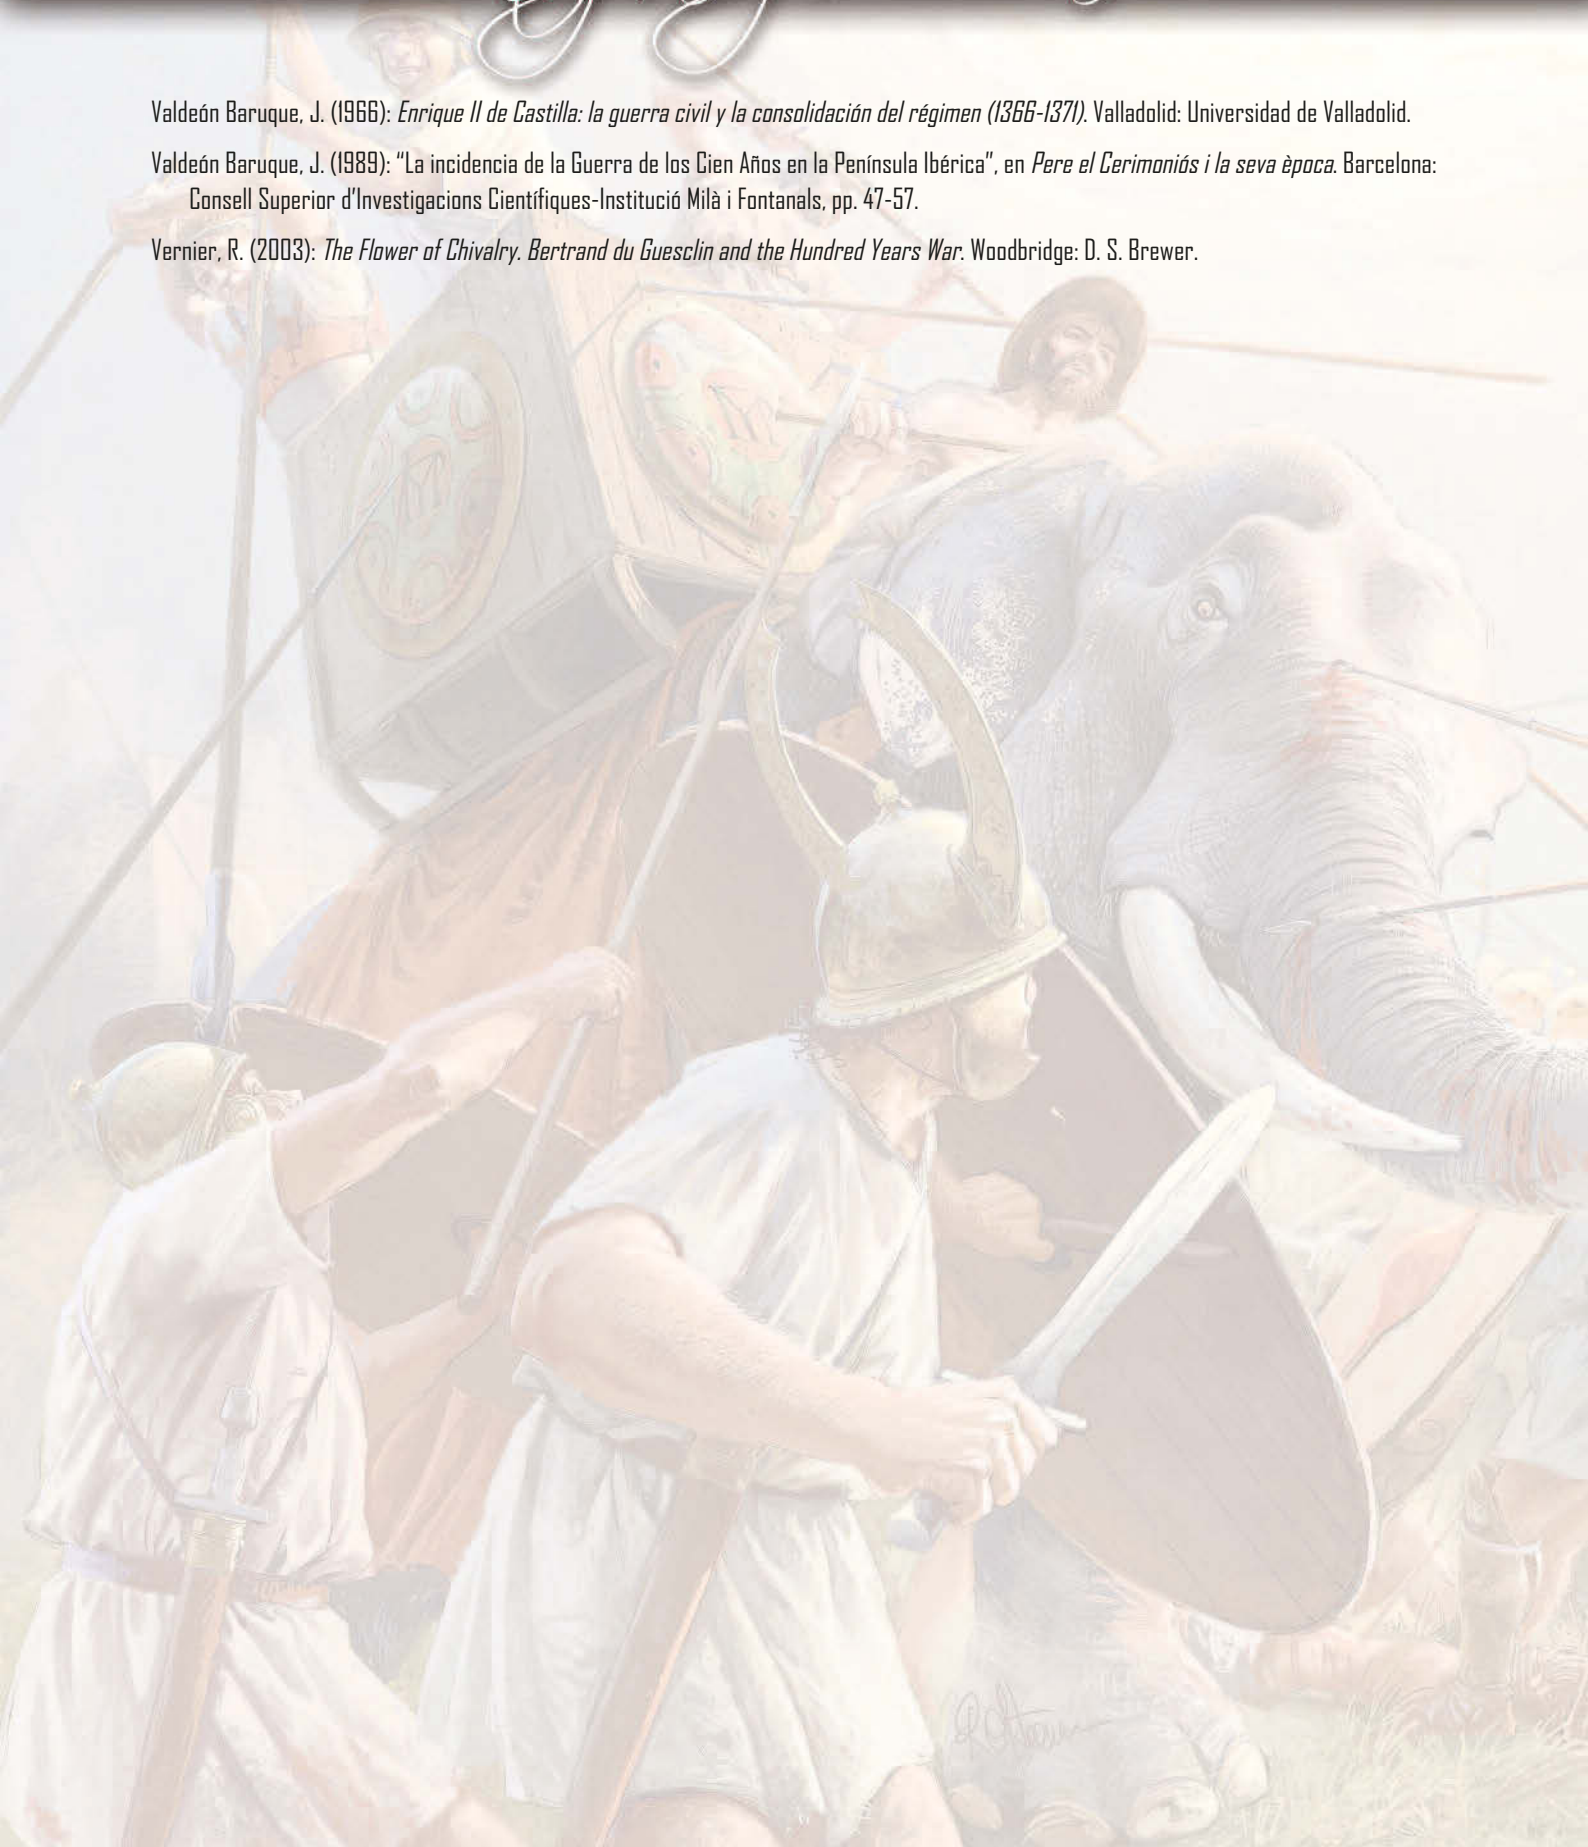 Valdeón Baruque, J. (1966): Enrique II de Castilla: la guerra civil y la consolidación del régimen (1366-1371). Valladolid: Universidad de Valladolid.
Valdeón Baruque, J. (1989): “La incidencia de la Guerra de los Cien Años en la Península Ibérica”, en Pere el Cerimoniós i la seva època. Barcelona:
Consell Superior d’Investigacions Científiques-Institució Milà i Fontanals, pp. 47-57.
Vernier, R. (2003): The Flower of Chivalry. Bertrand du Guesclin and the Hundred Years War. Woodbridge: D. S. Brewer.